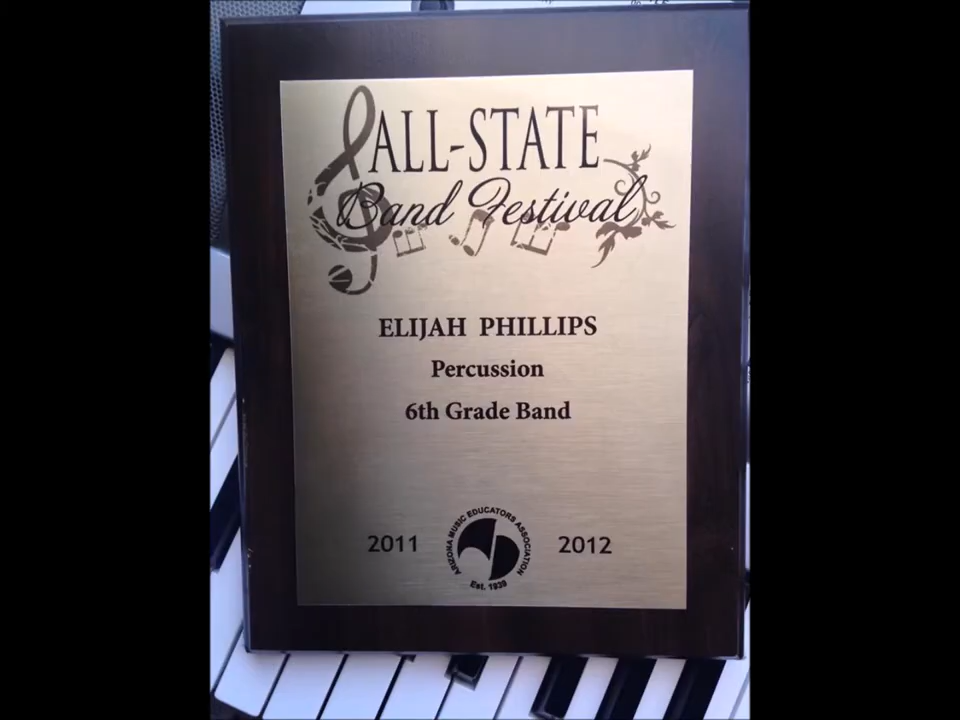 ALL-STATE
Band Festival
ELIJAH PHILLIPS
Percussion
6th Grade Band
2011
ARIZONA MUSIC EDUCATORS ASSOCIATION
Est. 1939
2012